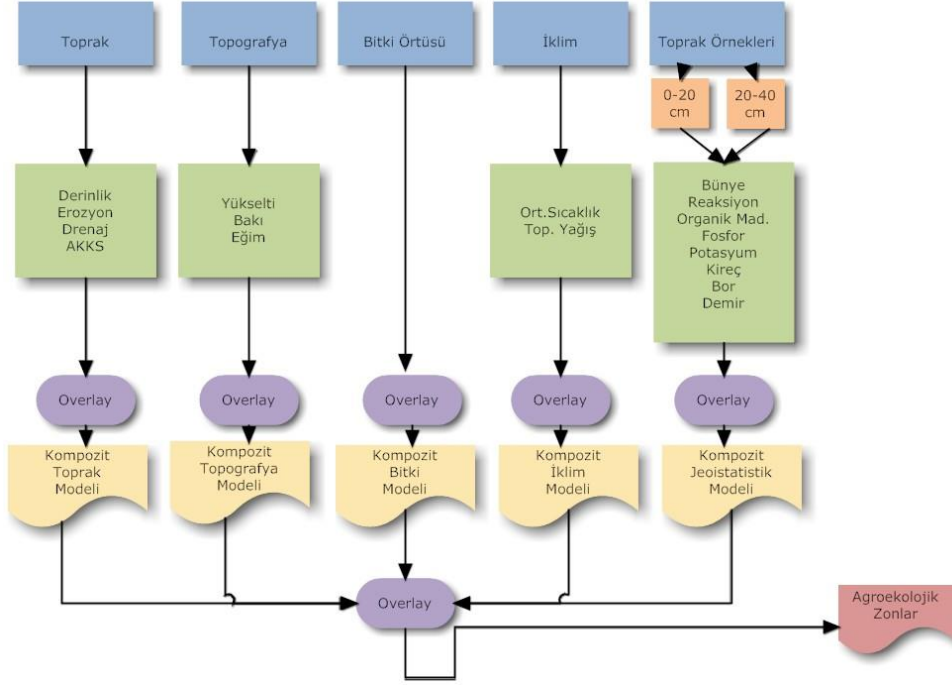 Toprak
Topografya
Bitki Örtüsü
İklim
Toprak Örnekleri
0-20
cm
20-40
cm
Derinlik
Erozyon
Drenaj
AKKS
Yükselti
Bakı
Eğim
Ort.Sıcaklık
Top. Yağış
Bünye
Reaksiyon
Organik Mad.
Fosfor
Potasyum
Kireç
Bor
Demir
Overlay
Overlay
Overlay
Overlay
Overlay
Kompozit
Toprak
Modeli
Kompozit
Topografya
Modeli
Kompozit
Bitki
Modeli
Kompozit
İklim
Modeli
Kompozit
Jeoistatistik
Modeli
Overlay
Agroekolojik
Zonlar